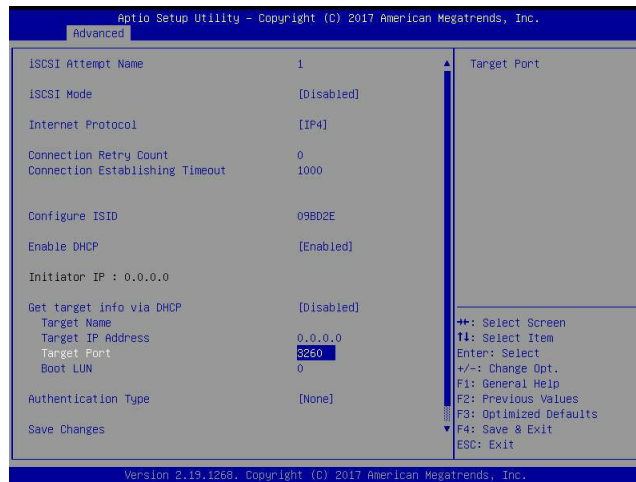 Aptio Setup Utility – Copyright (C) 2017 American Megatrends, Inc.
Advanced
iSCSI Attempt Name 1
iSCSI Mode [Disabled]
Internet Protocol [IP4]
Connection Retry Count 0
Connection Establishing Timeout 1000
Configure ISID 09BD2E
Enable DHCP [Enabled]
Initiator IP : 0.0.0.0
Get target info via DHCP [Disabled]
Target Name
Target IP Address 0.0.0.0
Target Port 3260
Boot LUN 0
Authentication Type [None]
Save Changes
Target Port
→←: Select Screen
↑↓: Select Item
Enter: Select
+/-: Change Opt.
F1: General Help
F2: Previous Values
F3: Optimized Defaults
F4: Save & Exit
ESC: Exit
Version 2.19.1268. Copyright (C) 2017 American Megatrends, Inc.